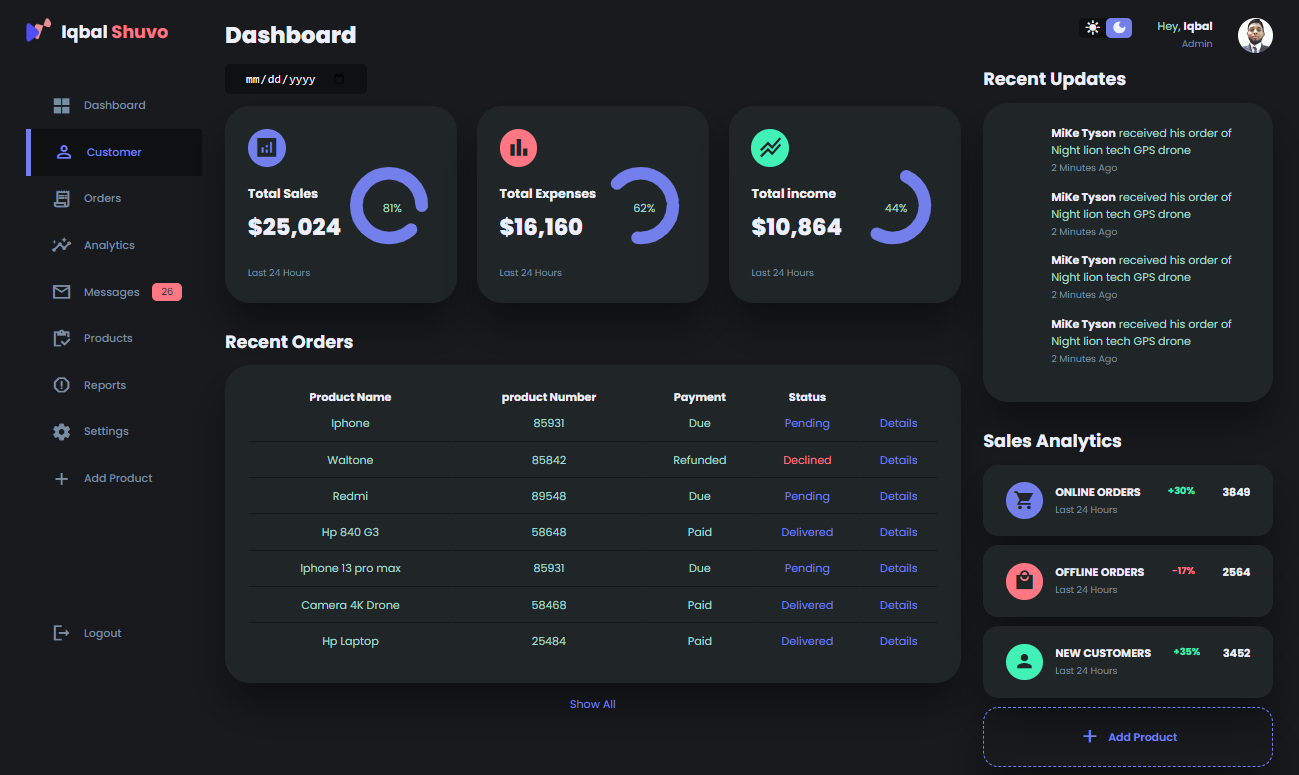 Iqbal Shuvo
Dashboard
Customer
Orders
Analytics
Messages 26
Products
Reports
Settings
Add Product
Logout
Dashboard
mm/dd/yyyy
Total Sales
$25,024
81%
Last 24 Hours
Total Expenses
$16,160
62%
Last 24 Hours
Total income
$10,864
44%
Last 24 Hours
Recent Orders
Product Name product Number Payment Status
Iphone 85931 Due Pending Details
Waltone 85842 Refunded Declined Details
Redmi 89548 Due Pending Details
Hp 840 G3 58648 Paid Delivered Details
Iphone 13 pro max 85931 Due Pending Details
Camera 4K Drone 58468 Paid Delivered Details
Hp Laptop 25484 Paid Delivered Details
Show All
Hey, Iqbal
Admin
Recent Updates
MiKe Tyson received his order of
Night lion tech GPS drone
2 Minutes Ago
MiKe Tyson received his order of
Night lion tech GPS drone
2 Minutes Ago
MiKe Tyson received his order of
Night lion tech GPS drone
2 Minutes Ago
MiKe Tyson received his order of
Night lion tech GPS drone
2 Minutes Ago
Sales Analytics
ONLINE ORDERS +30% 3849
Last 24 Hours
OFFLINE ORDERS -17% 2564
Last 24 Hours
NEW CUSTOMERS +35% 3452
Last 24 Hours
Add Product